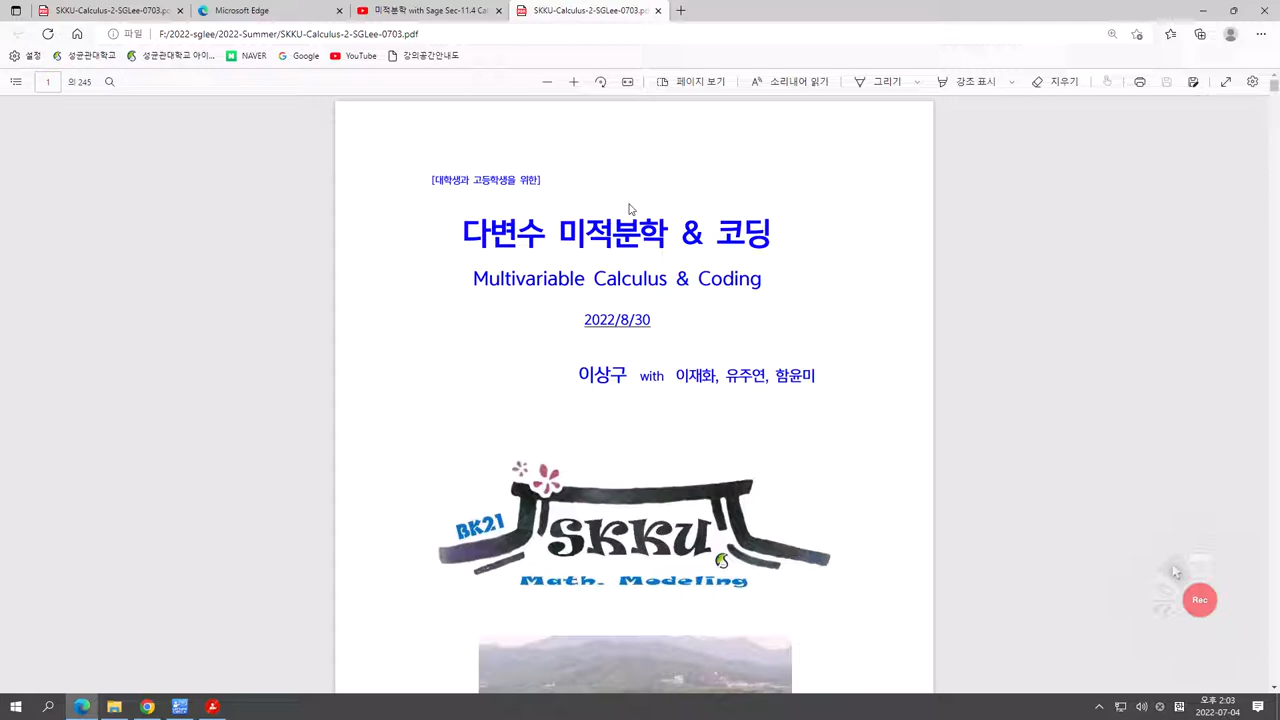 SKKU-Calculus-2-SGLee-0703.pc
Microsoft Edge
미적분학 with Sage Sec-11.4 Ca
SKKU-Calculus-2-SGLee-0703.pd
파일
F:/2022-sglee/2022-Summer/SKKU-Calculus-2-SGLee-0703.pdf
설정
성균관대학교
성균관대학교 아이...
NAVER
Google
YouTube
강의공간안내도
1 의 245
페이지 보기
소리내어 읽기
그리기
강조 표시
지우기
[대학생과 고등학생을 위한]
다변수 미적분학 & 코딩
Multivariable Calculus & Coding
2022/8/30
이상구 with 이재화, 유주연, 함윤미
BK21
SKKU
Math. Modeling
Rec
오후 2:03
2022-07-04